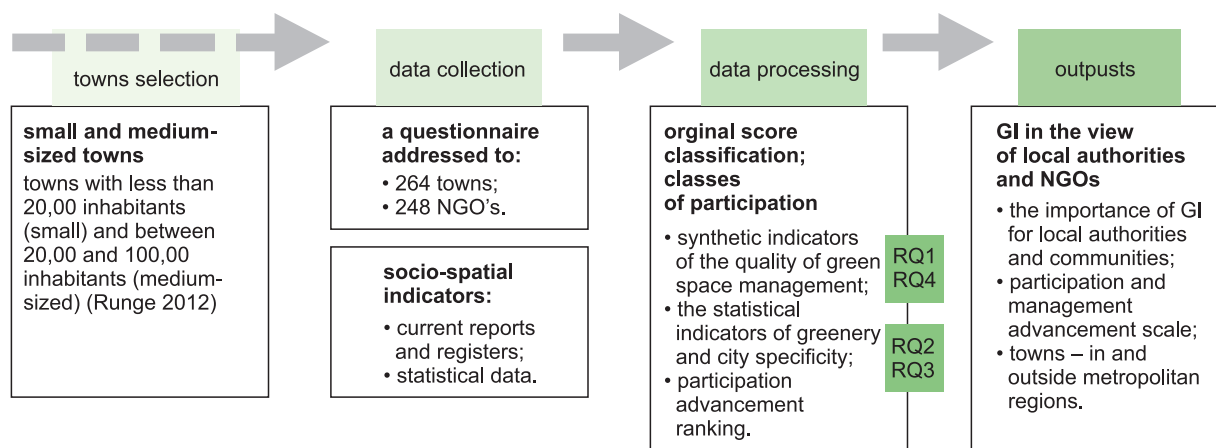 towns selection
small and medium-
sized towns
towns with less than
20,00 inhabitants
(small) and between
20,00 and 100,00
inhabitants (medium-
sized) (Runge 2012)
data collection
a questionnaire
addressed to:
• 264 towns;
• 248 NGO's.
socio-spatial
indicators:
• current reports
and registers;
• statistical data.
data processing
orginal score
classification;
classes
of participation
• synthetic indicators
of the quality of green
space management;
• the statistical
indicators of greenery
and city specificity;
• participation
advancement
ranking.
RQ1
RQ4
RQ2
RQ3
outpusts
GI in the view
of local authorities
and NGOs
• the importance of GI
for local authorities
and communities;
• participation and
management
advancement scale;
• towns – in and
outside metropolitan
regions.